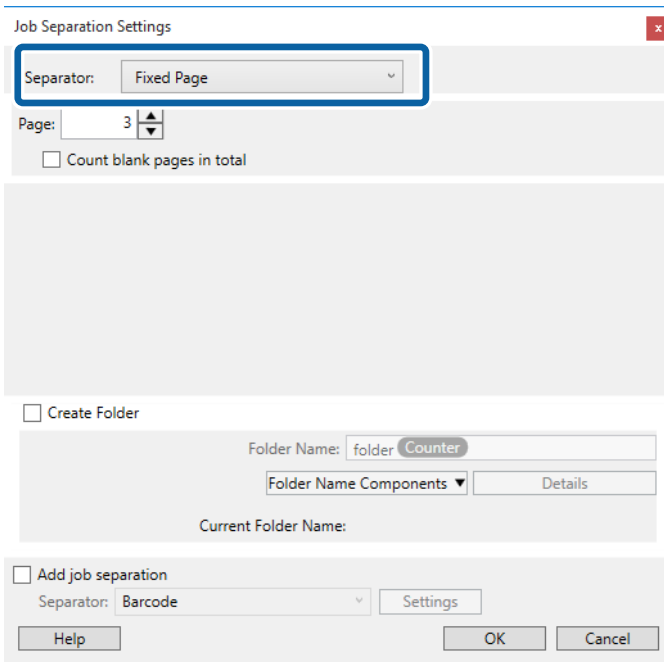 Job Separation Settings
x
Separator: Fixed Page
Page: 3
Count blank pages in total
Create Folder
Folder Name: folder Counter
Folder Name Components ▼ Details
Current Folder Name:
Add job separation
Separator: Barcode Settings
Help OK Cancel